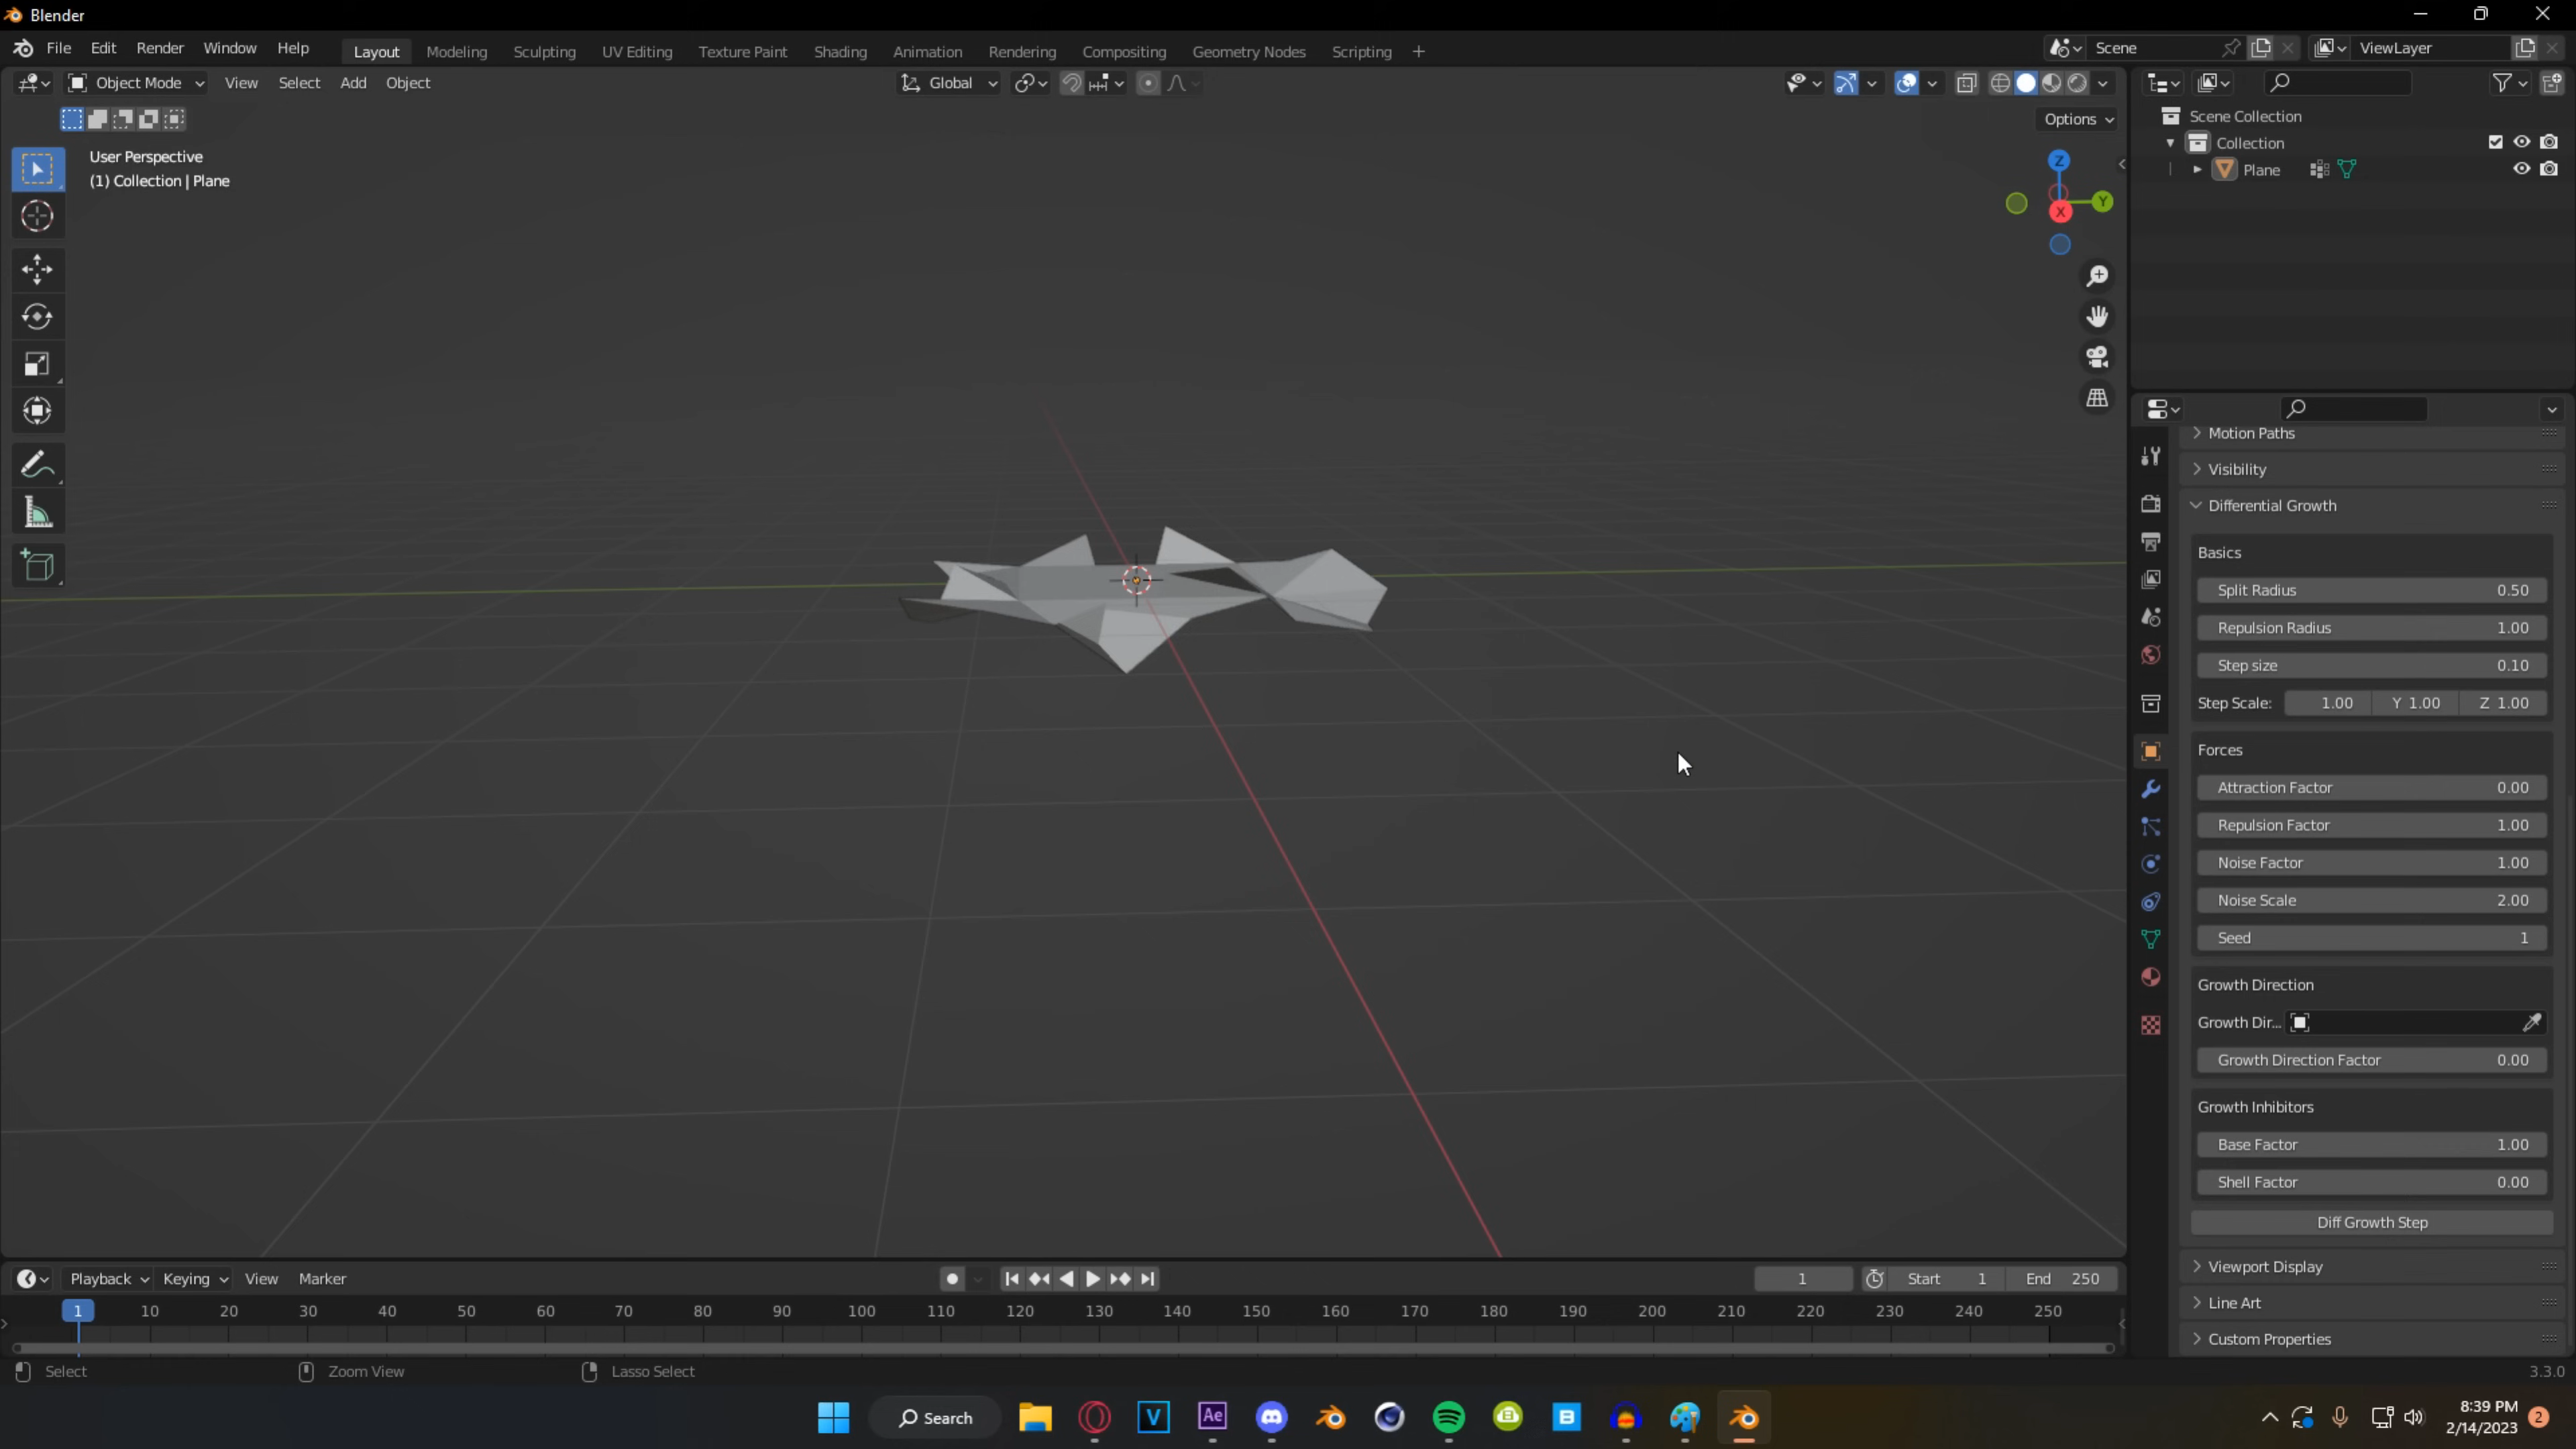 Blender
File Edit Render Window Help Layout Modeling Sculpting UV Editing Texture Paint Shading Animation Rendering Compositing Geometry Nodes Scripting + Scene ViewLayer
Object Mode View Select Add Object Global
Options
User Perspective
(1) Collection | Plane
Z
Y
X
Scene Collection
Collection
Plane
Motion Paths
Visibility
Differential Growth
Basics
Split Radius 0.50
Repulsion Radius 1.00
Step size 0.10
Step Scale: 1.00 Y 1.00 Z 1.00
Forces
Attraction Factor 0.00
Repulsion Factor 1.00
Noise Factor 1.00
Noise Scale 2.00
Seed 1
Growth Direction
Growth Dir...
Growth Direction Factor 0.00
Growth Inhibitors
Base Factor 1.00
Shell Factor 0.00
Diff Growth Step
Viewport Display
Line Art
Custom Properties
Playback Keying View Marker 1 Start 1 End 250
1 10 20 30 40 50 60 70 80 90 100 110 120 130 140 150 160 170 180 190 200 210 220 230 240 250
Select Zoom View Lasso Select 3.3.0
Search V Ae B 8:39 PM
2/14/2023 2